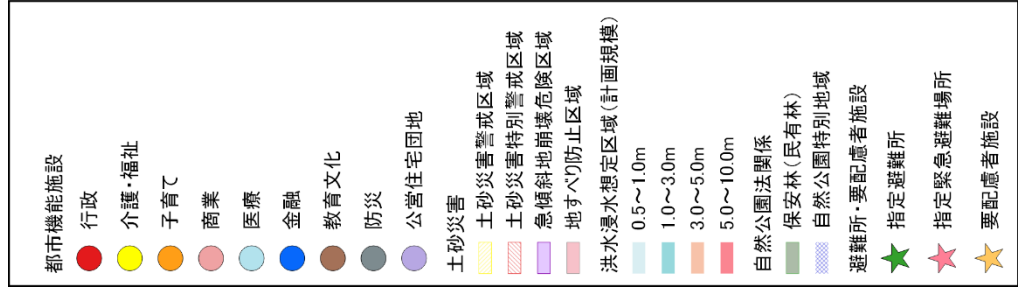 都市機能施設
行政
介護・福祉
子育て
商業
医療
金融
教育文化
防災
公営住宅団地
土砂災害
土砂災害警戒区域
土砂災害特別警戒区域
急傾斜地崩壊危険区域
地すべり防止区域
洪水浸水想定区域(計画規模)
0.5～1.0m
1.0～3.0m
3.0～5.0m
5.0～10.0m
自然公園法関係
保安林(民有林)
自然公園特別地域
避難所・要配慮者施設
指定避難所
指定緊急避難場所
要配慮者施設